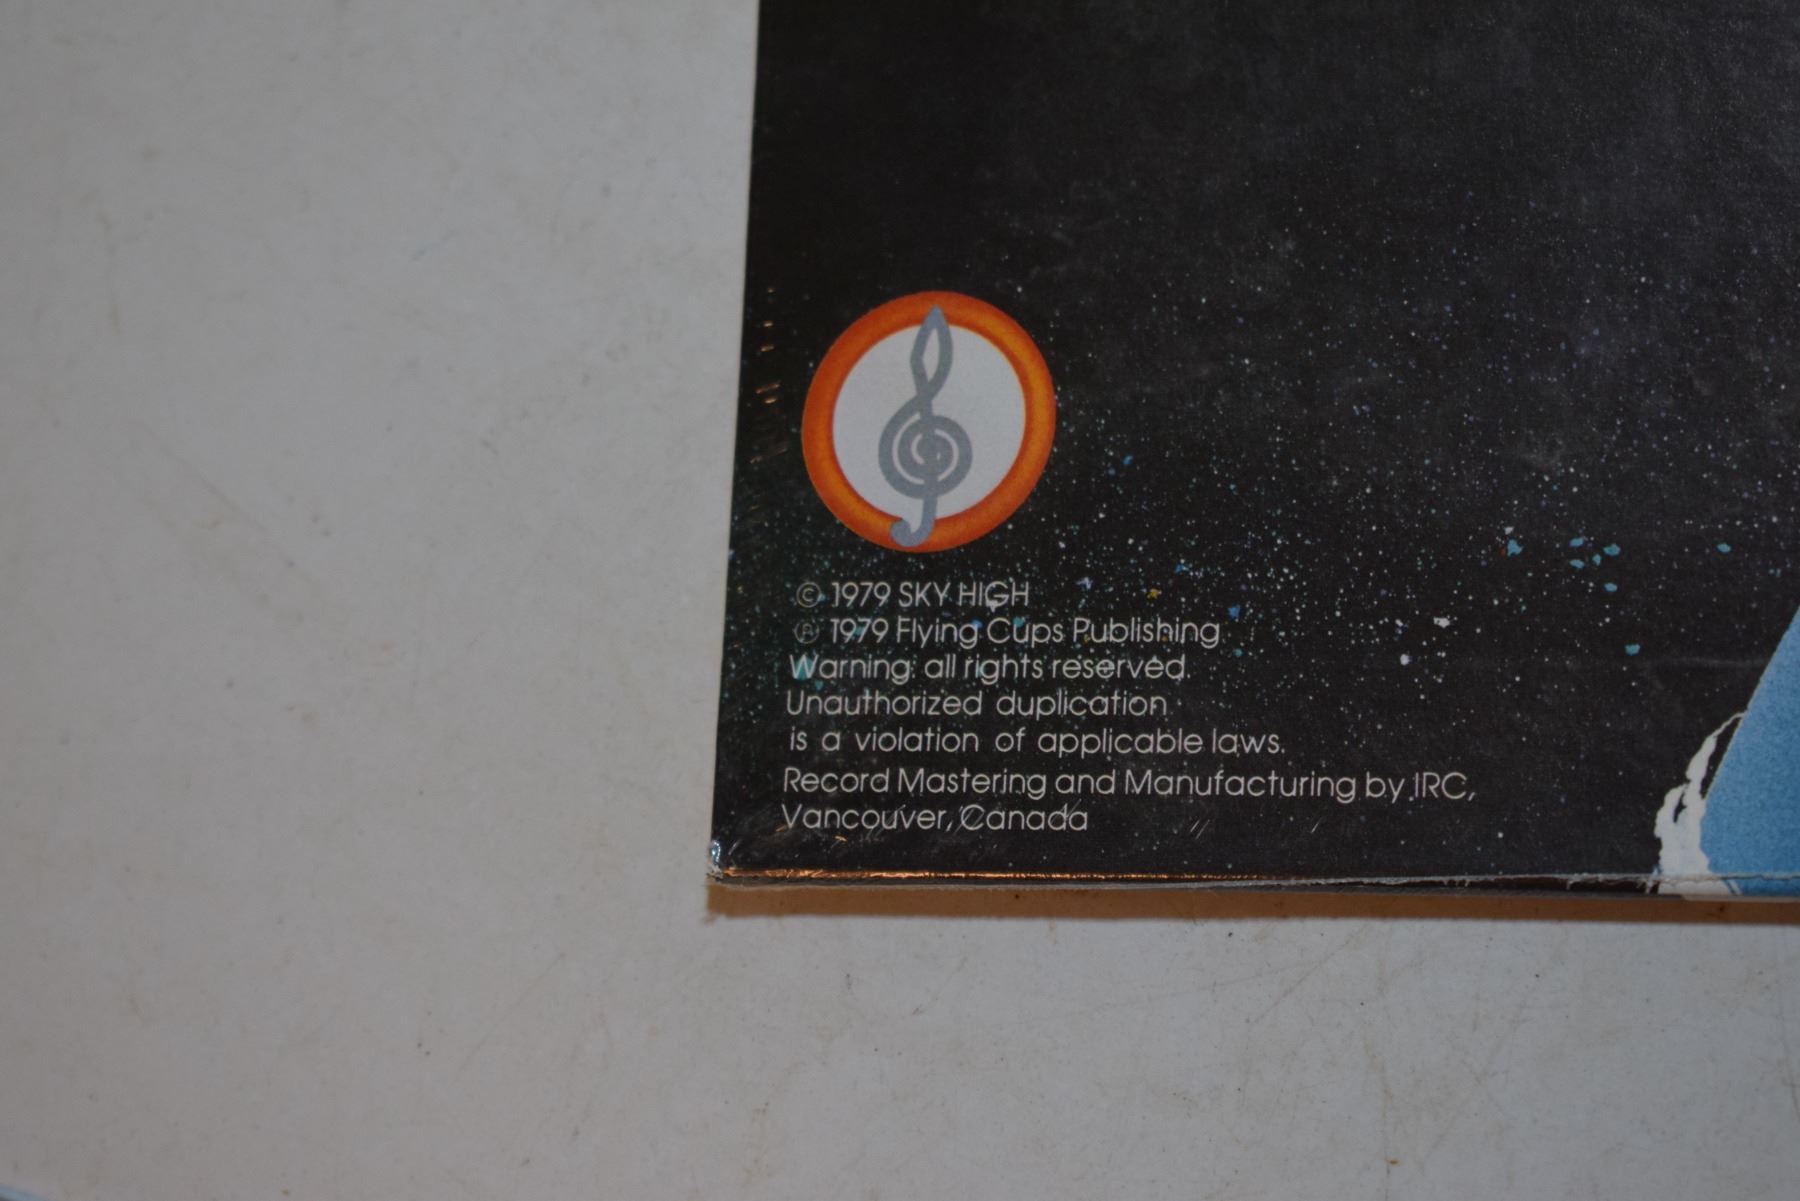 © 1979 SKY HIGH
® 1979 Flying Cups Publishing
Warning: all rights reserved.
Unauthorized duplication
is a violation of applicable laws.
Record Mastering and Manufacturing by IRC,
Vancouver, Canada